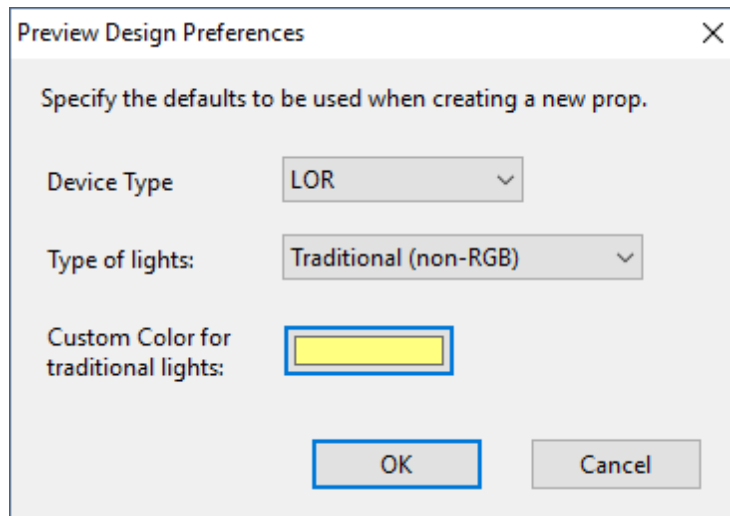 Preview Design Preferences
Specify the defaults to be used when creating a new prop.
Device Type
LOR
Type of lights:
Traditional (non-RGB)
Custom Color for
traditional lights:
OK
Cancel